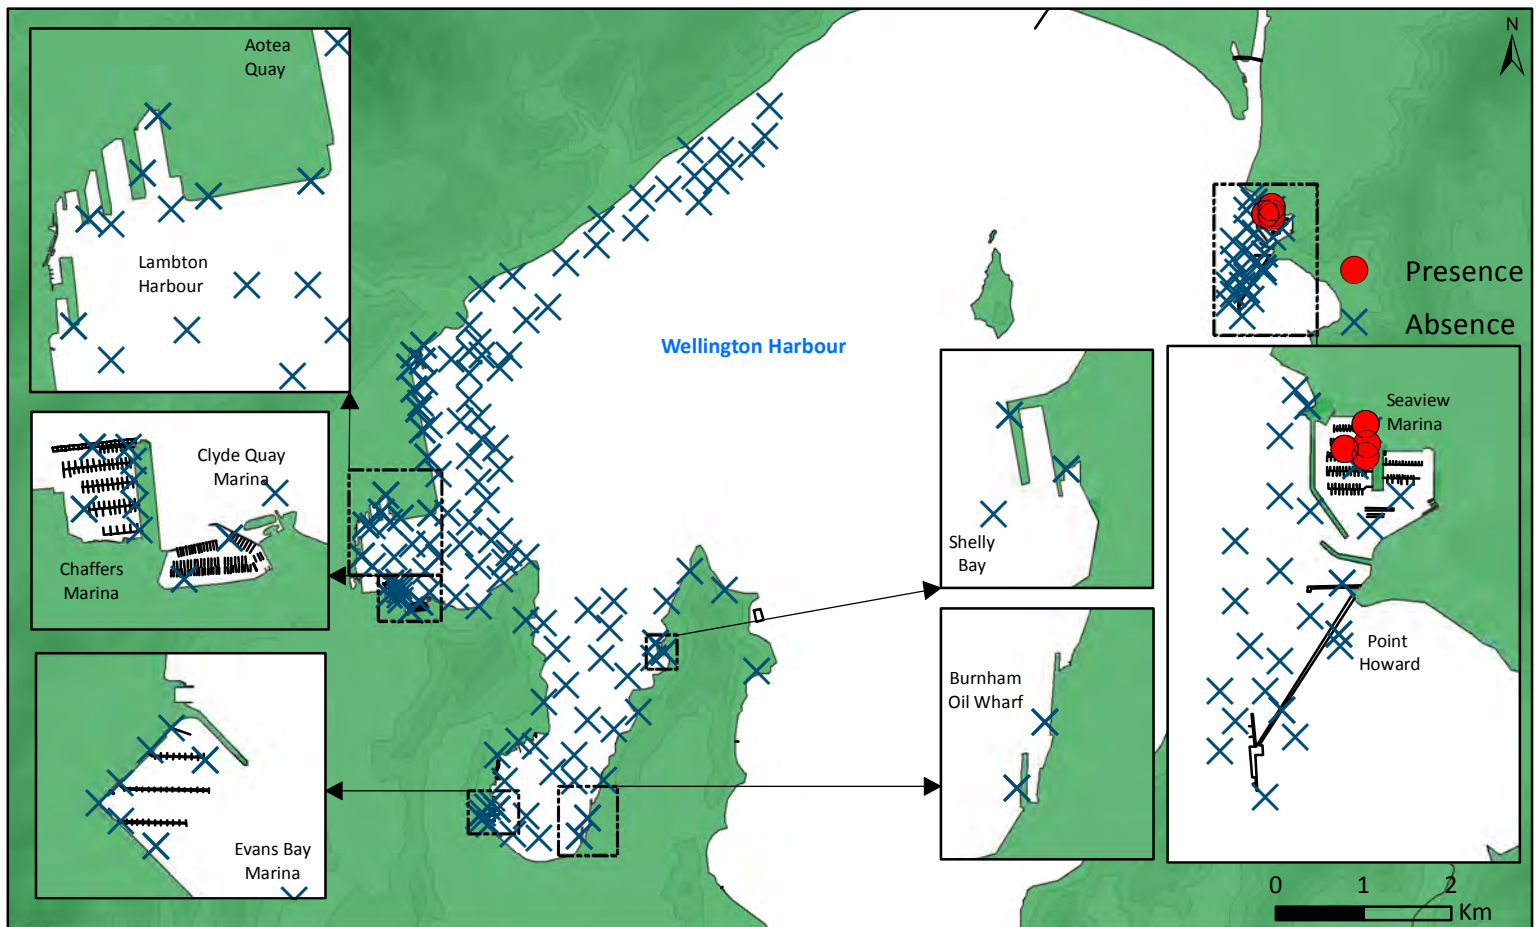 N
Aotea
Quay
Lambton
Harbour
Presence
Absence
Wellington Harbour
Seaview
Marina
Clyde Quay
Marina
Chaffers
Marina
Shelly
Bay
Point
Howard
Burnham
Oil Wharf
Evans Bay
Marina
0 1 2
Km